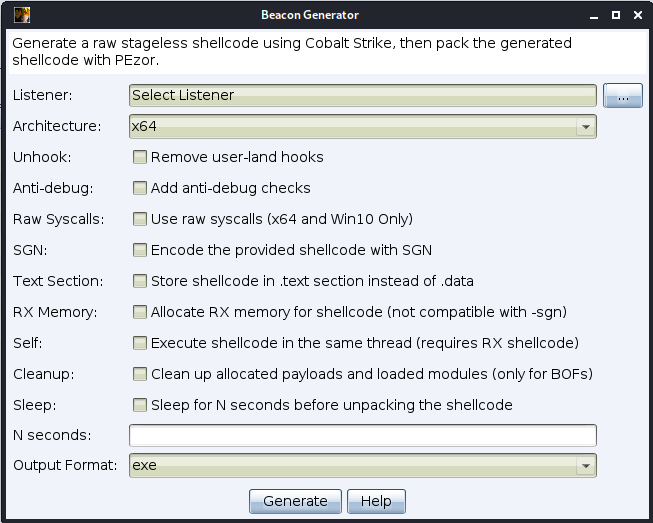 Beacon Generator
Generate a raw stageless shellcode using Cobalt Strike, then pack the generated
shellcode with PEzor.
Listener: Select Listener ...
Architecture: x64
Unhook: Remove user-land hooks
Anti-debug: Add anti-debug checks
Raw Syscalls: Use raw syscalls (x64 and Win10 Only)
SGN: Encode the provided shellcode with SGN
Text Section: Store shellcode in .text section instead of .data
RX Memory: Allocate RX memory for shellcode (not compatible with -sgn)
Self: Execute shellcode in the same thread (requires RX shellcode)
Cleanup: Clean up allocated payloads and loaded modules (only for BOFs)
Sleep: Sleep for N seconds before unpacking the shellcode
N seconds:
Output Format: exe
Generate Help